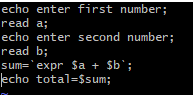 echo enter first number;
read a;
echo enter second number;
read b;
sum=`expr $a + $b`;
echo total=$sum;
~